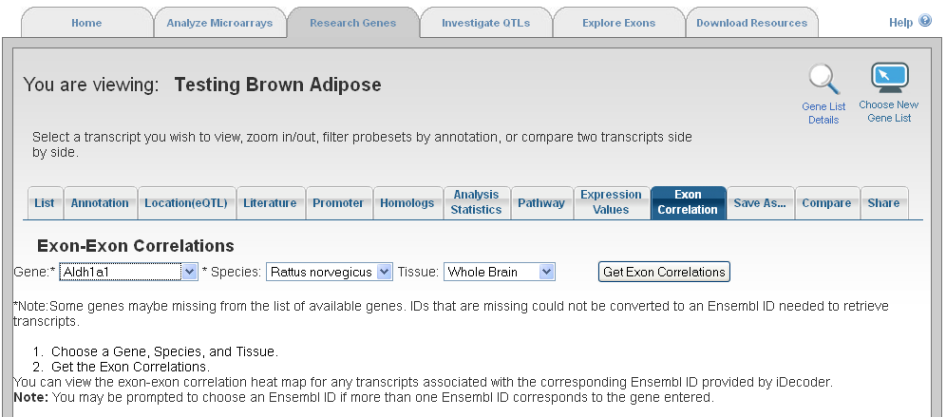 Home Analyze Microarrays Research Genes Investigate QTLs Explore Exons Download Resources Help
You are viewing: Testing Brown Adipose
Gene List Details
Choose New Gene List
Select a transcript you wish to view, zoom in/out, filter probesets by annotation, or compare two transcripts side
by side.
List Annotation Location(eQTL) Literature Promoter Homologs Analysis Statistics Pathway Expression Values Exon Correlation Save As... Compare Share
Exon-Exon Correlations
Gene:* Aldh1a1 * Species: Rattus norvegicus Tissue: Whole Brain Get Exon Correlations
*Note:Some genes maybe missing from the list of available genes. IDs that are missing could not be converted to an Ensembl ID needed to retrieve
transcripts.
1. Choose a Gene, Species, and Tissue.
2. Get the Exon Correlations.
You can view the exon-exon correlation heat map for any transcripts associated with the corresponding Ensembl ID provided by iDecoder.
Note: You may be prompted to choose an Ensembl ID if more than one Ensembl ID corresponds to the gene entered.